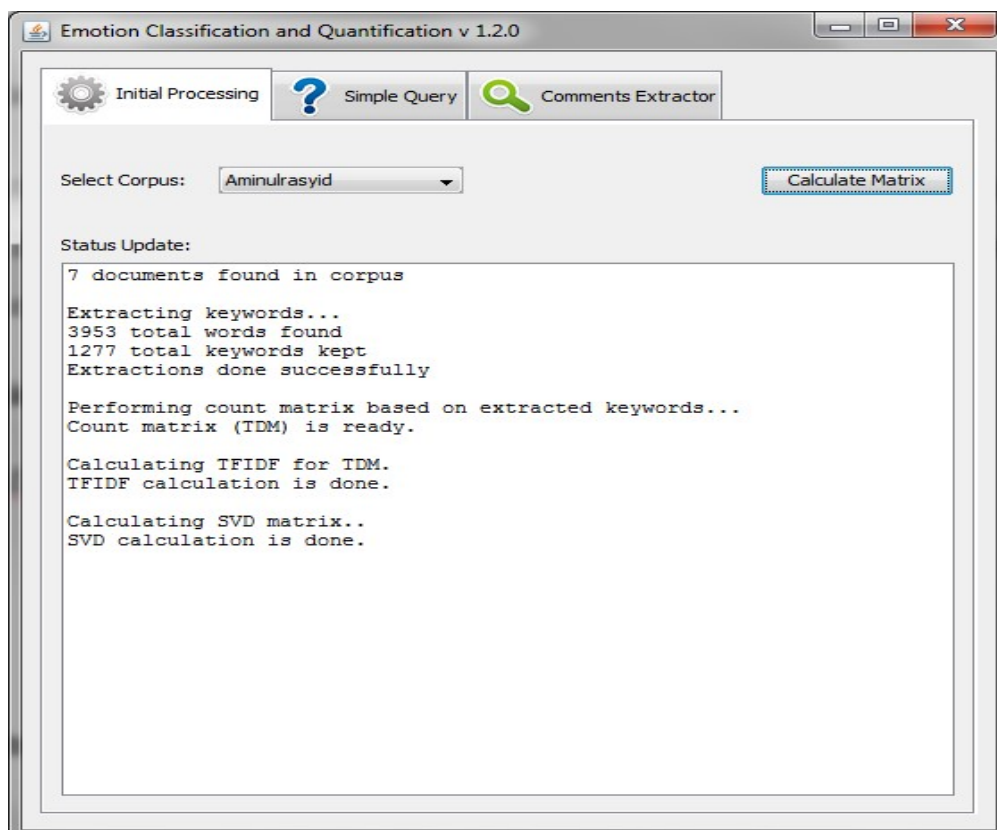 Emotion Classification and Quantification v 1.2.0
Initial Processing
Simple Query
Comments Extractor
Select Corpus: Aminulrasyid
Calculate Matrix
Status Update:
7 documents found in corpus
Extracting keywords...
3953 total words found
1277 total keywords kept
Extractions done successfully
Performing count matrix based on extracted keywords...
Count matrix (TDM) is ready.
Calculating TFIDF for TDM.
TFIDF calculation is done.
Calculating SVD matrix..
SVD calculation is done.